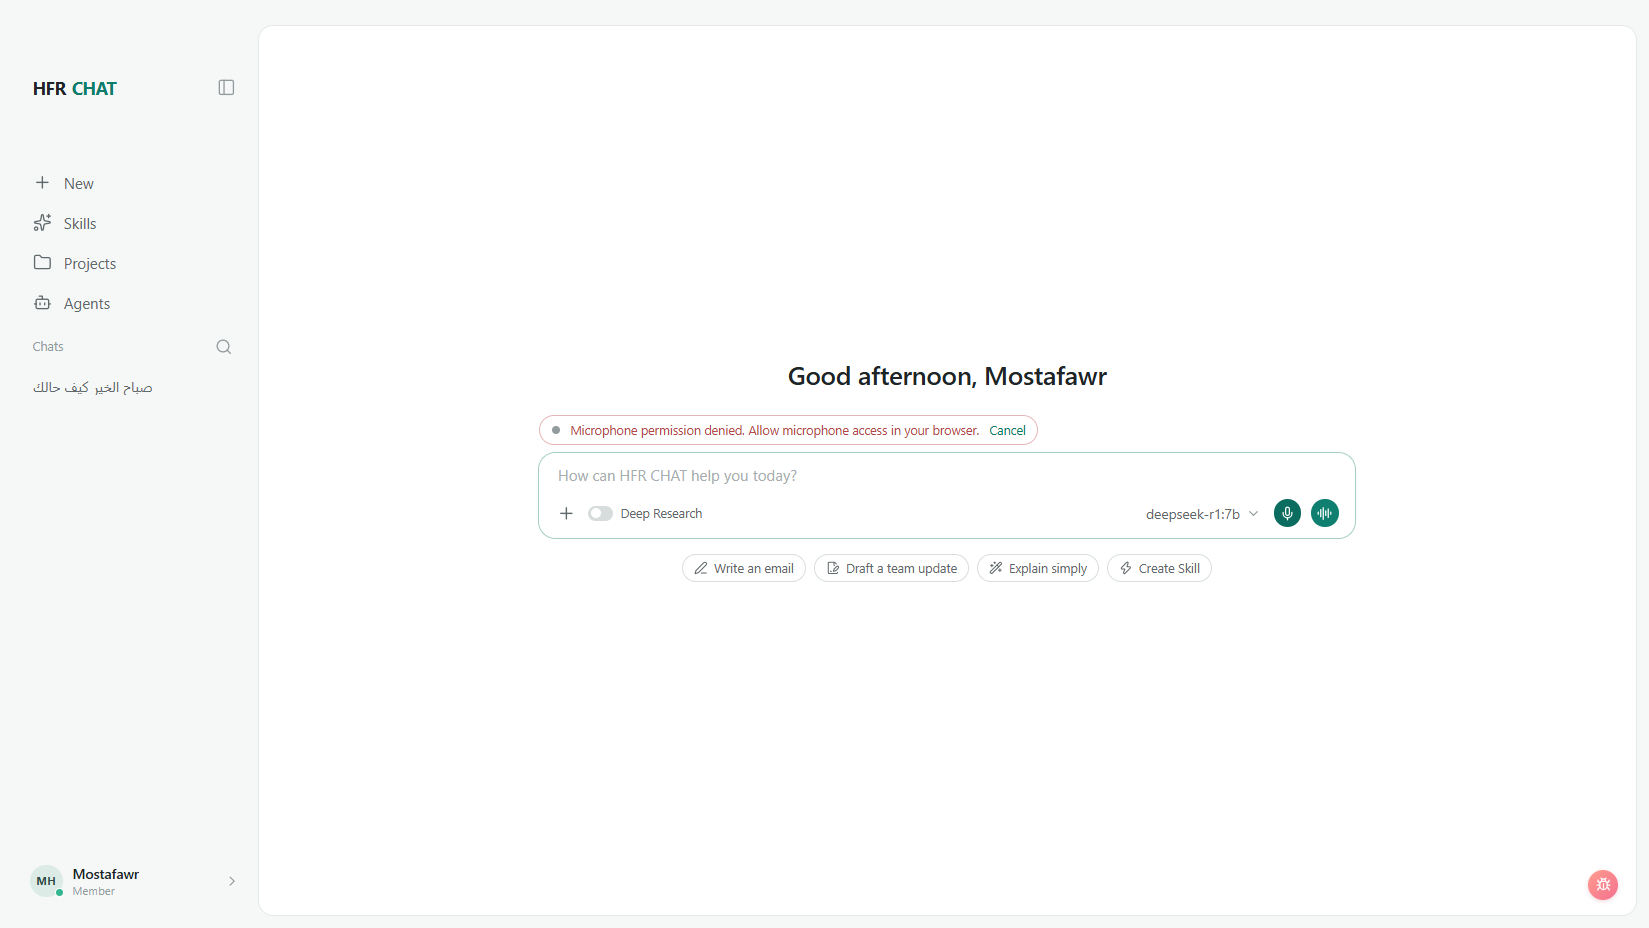 HFR CHAT
New
Skills
Projects
Agents
Chats
صباح الخير كيف حالك
Good afternoon, Mostafawr
Microphone permission denied. Allow microphone access in your browser. Cancel
How can HFR CHAT help you today?
Deep Research
deepseek-r1:7b
Write an email
Draft a team update
Explain simply
Create Skill
MH
Mostafawr
Member